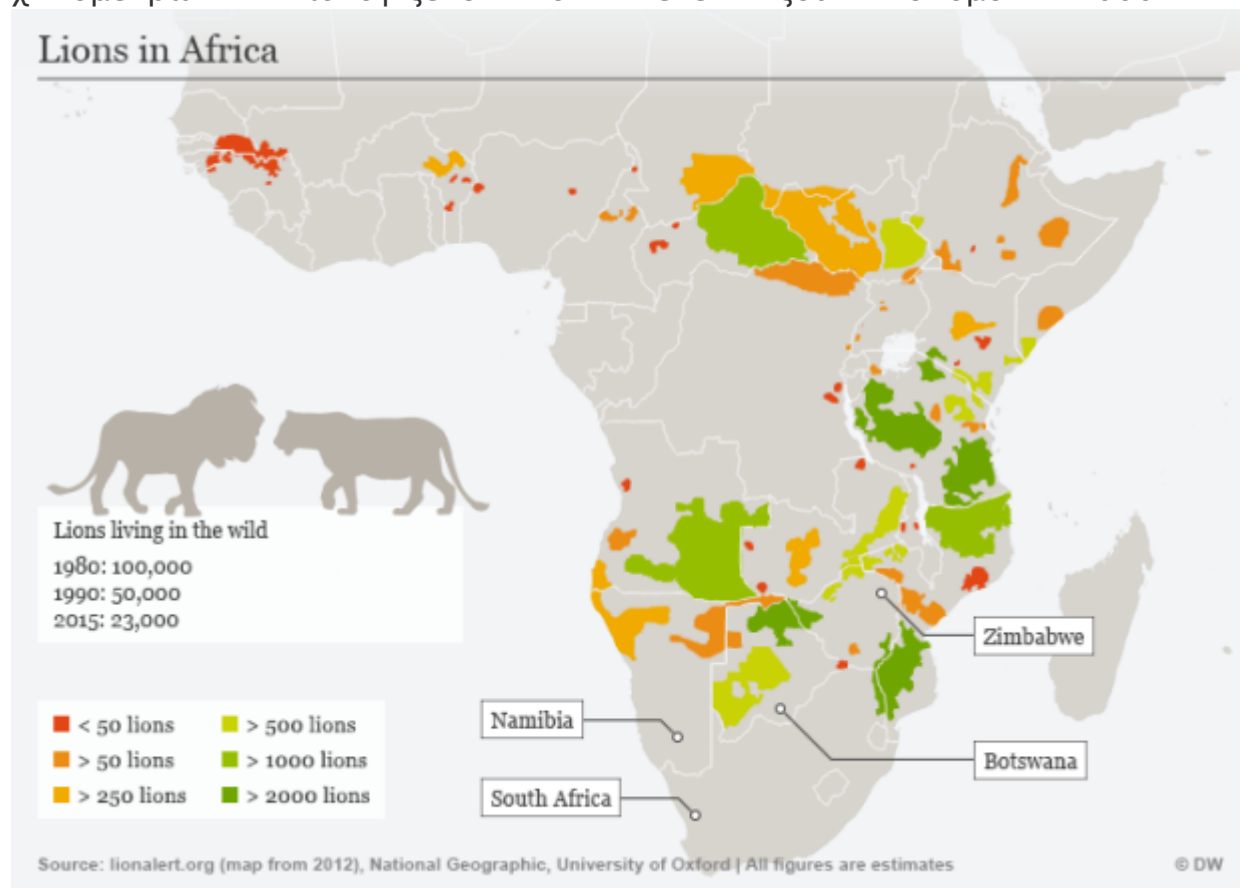 Lions in Africa
Lions living in the wild
1980: 100,000
1990: 50,000
2015: 23,000
< 50 lions
> 50 lions
> 250 lions
> 500 lions
> 1000 lions
> 2000 lions
Namibia
South Africa
Zimbabwe
Botswana
Source: lionalert.org (map from 2012), National Geographic, University of Oxford | All figures are estimates
© DW